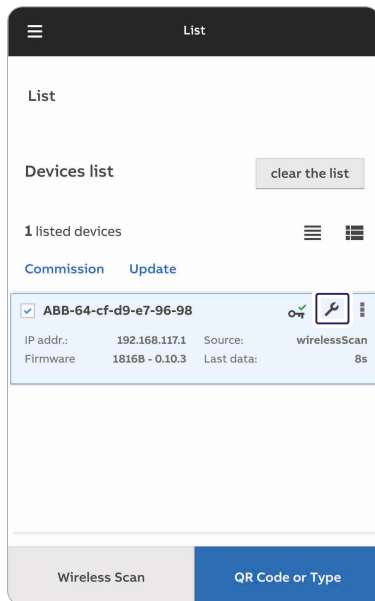 List
List
Devices list
clear the list
1 listed devices
Commission Update
ABB-64-cf-d9-e7-96-98
IP addr.: 192.168.117.1 Source: wirelessScan
Firmware 1816B - 0.10.3 Last data: 8s
Wireless Scan QR Code or Type